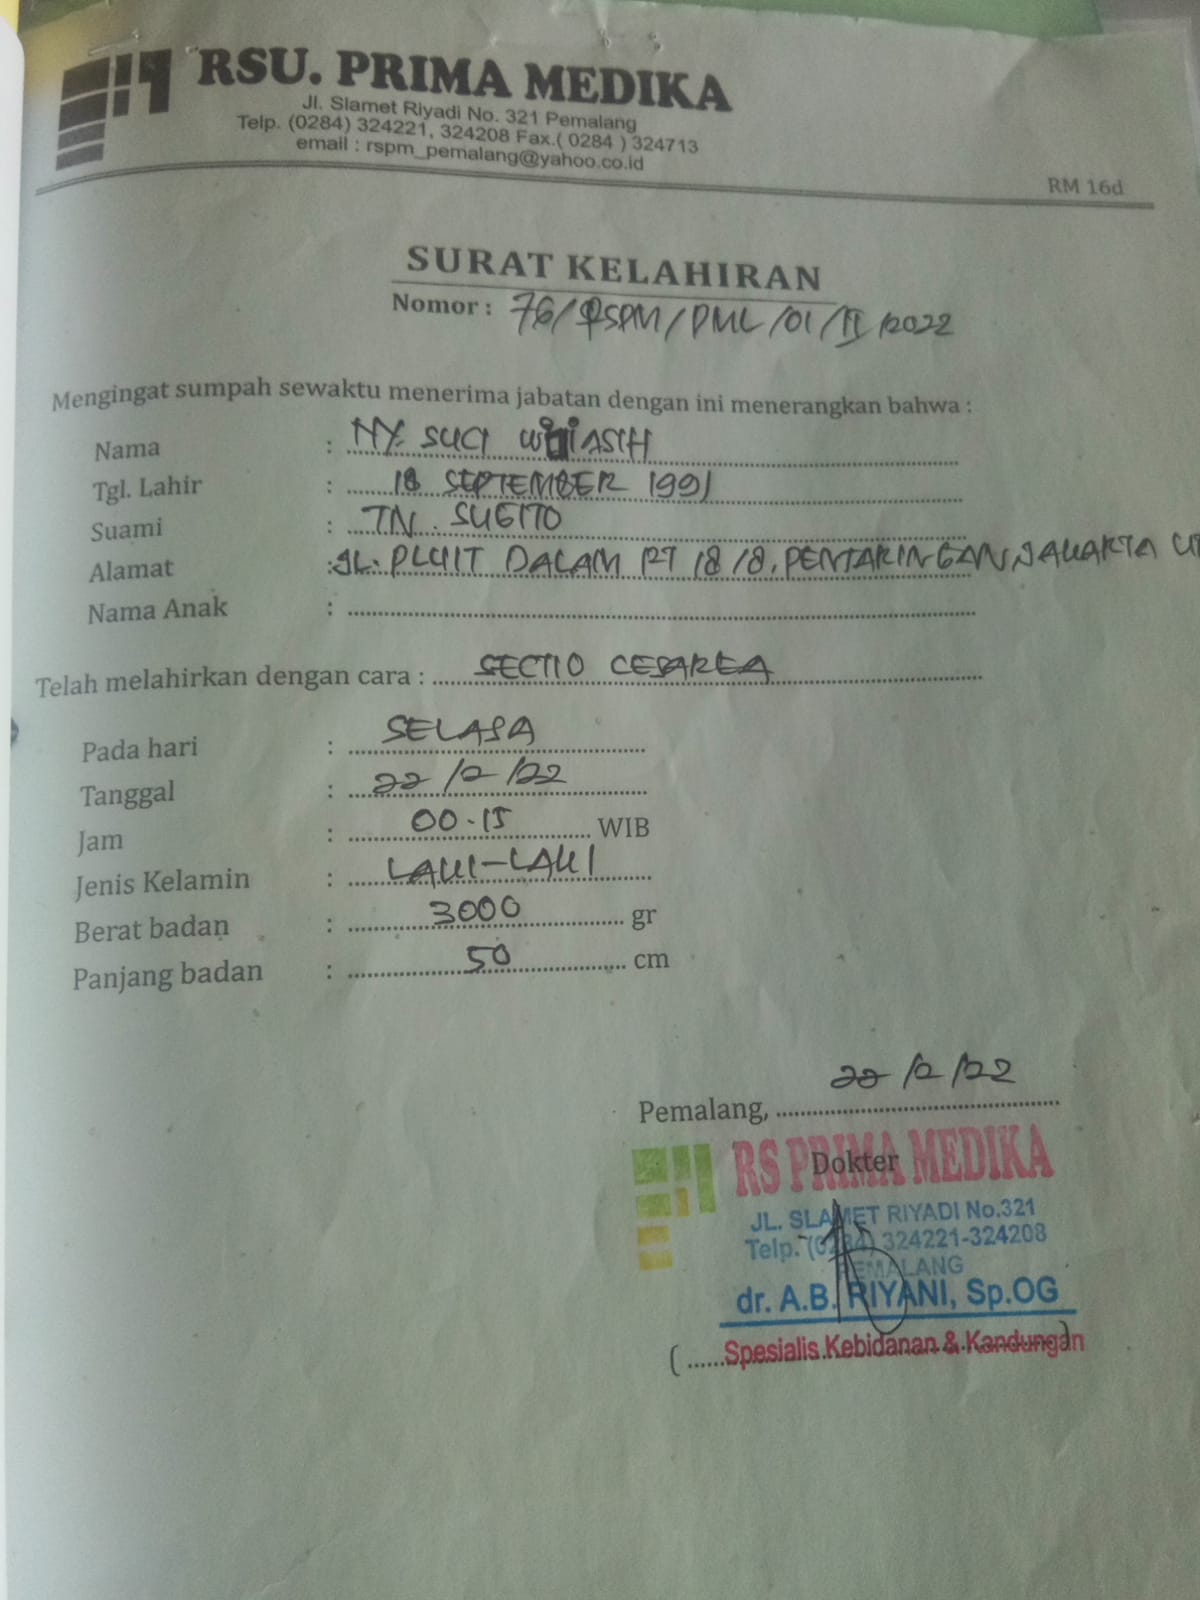 RSU. PRIMA MEDIKA
Jl. Slamet Riyadi No. 321 Pemalang
Telp. (0284) 324221, 324208 Fax.( 0284 ) 324713
email : rspm_pemalang@yahoo.co.id
RM 16d
SURAT KELAHIRAN
Nomor : 76/RSPM/PML/01/II/2022
Mengingat sumpah sewaktu menerima jabatan dengan ini menerangkan bahwa :
Nama : NY. SUCI
Tgl. Lahir : 18 SEPTEMBER 1991
Suami : TN. SUGITO
Alamat : JL. PLUIT DALAM RT 18/8, PENJARINGAN, JAKARTA
Nama Anak :
Telah melahirkan dengan cara : SECTIO CESAREA
Pada hari : SELASA
Tanggal : 22/2/22
Jam : 00.15 WIB
Jenis Kelamin : LAKI-LAKI
Berat badan : 3000 gr
Panjang badan : 50 cm
Pemalang, 22/2/22
RS PRIMA MEDIKA
Dokter
JL. SLAMET RIYADI No.321
Telp. (0284) 324221-324208
PEMALANG
dr. A.B. RIYANI, Sp.OG
(......Spesialis Kebidanan & Kandungan)